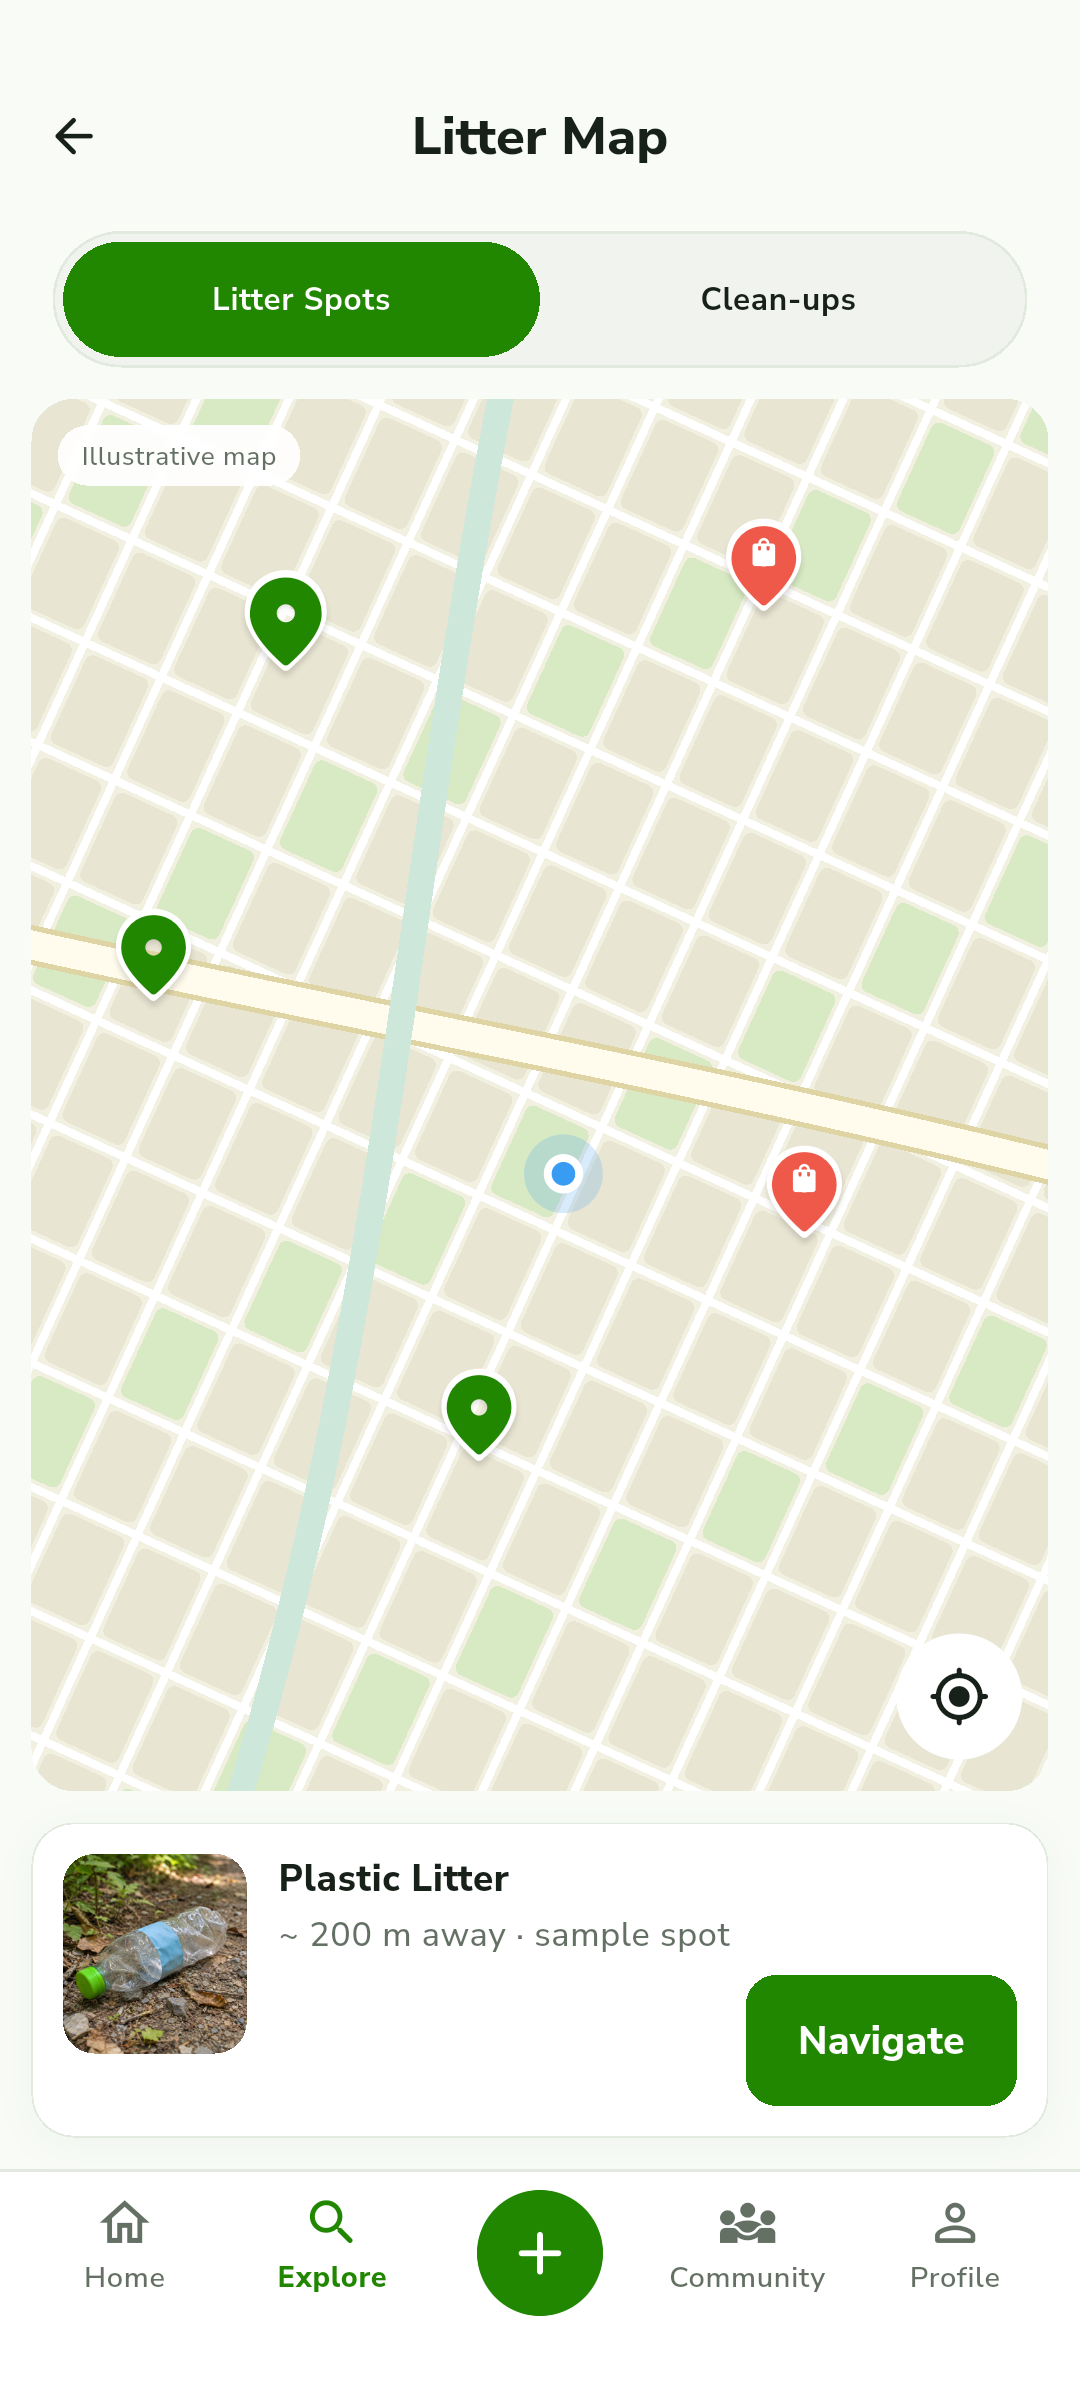 Litter Map
Litter Spots
Clean-ups
Illustrative map
Plastic Litter
~ 200 m away · sample spot
Navigate
Home
Explore
Community
Profile